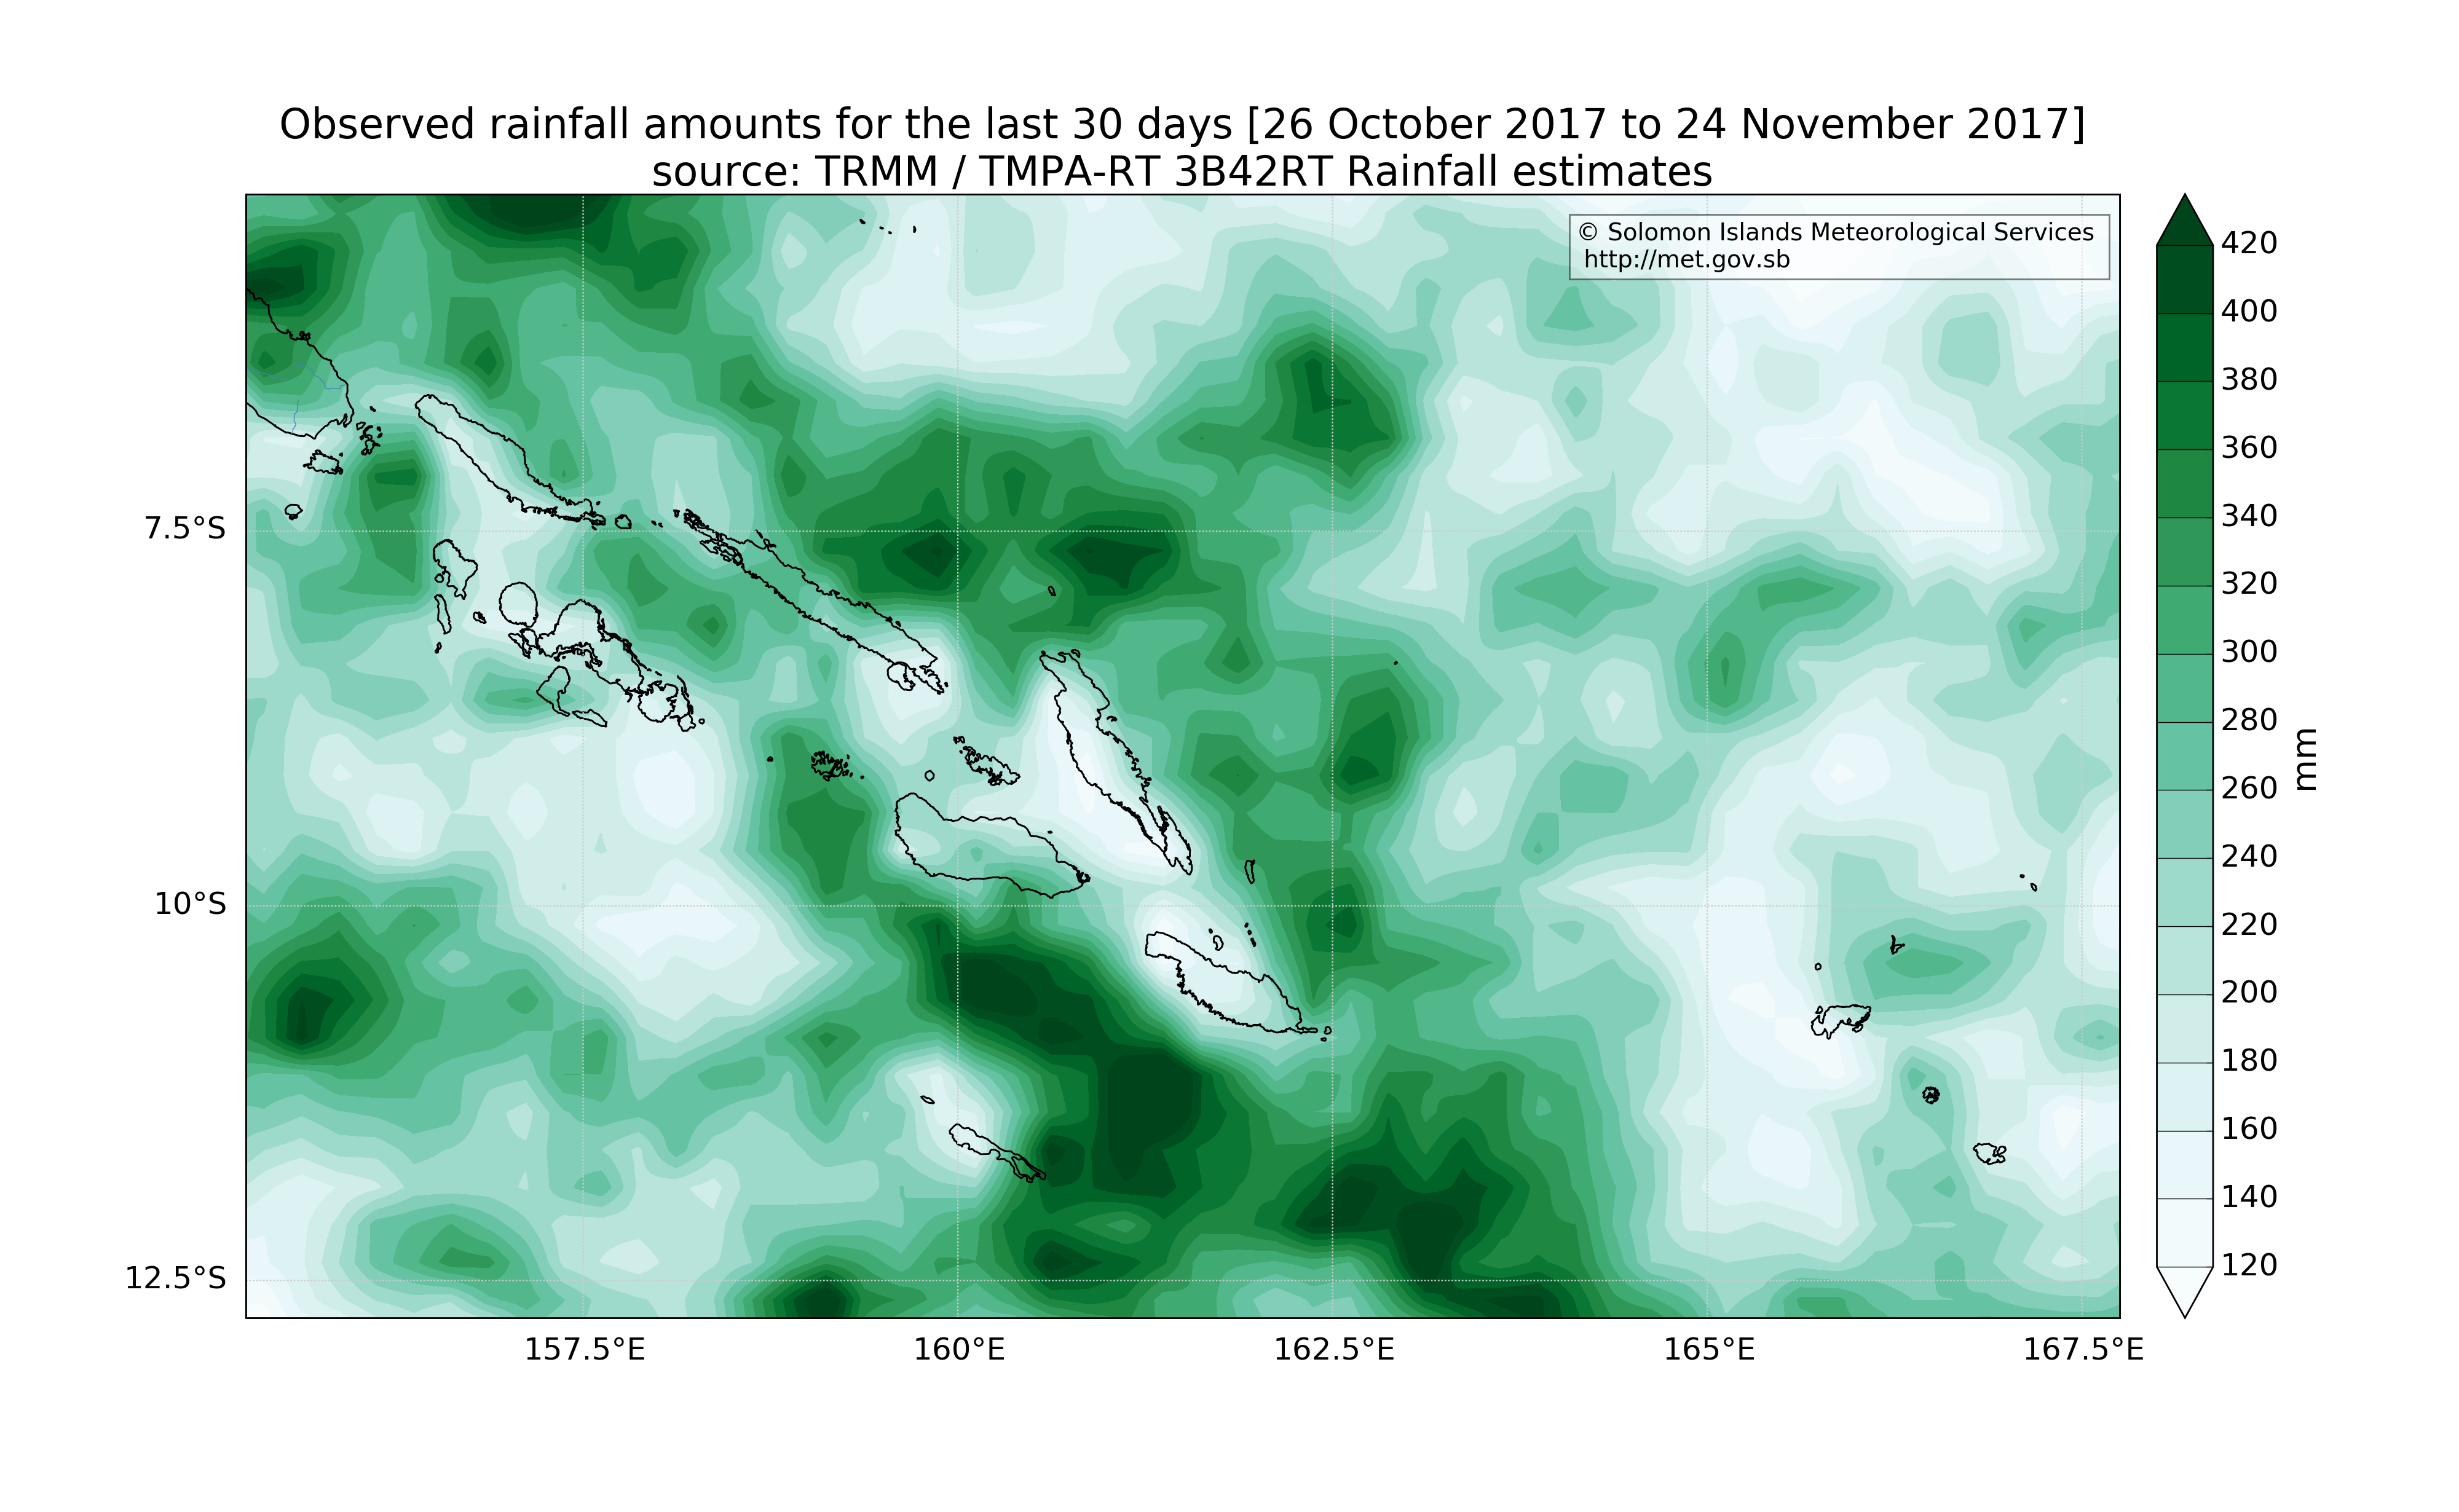 Observed rainfall amounts for the last 30 days [26 October 2017 to 24 November 2017]
source: TRMM / TMPA-RT 3B42RT Rainfall estimates
© Solomon Islands Meteorological Services
http://met.gov.sb
7.5°S
10°S
12.5°S
157.5°E
160°E
162.5°E
165°E
167.5°E
420
400
380
360
340
320
300
280
260
240
220
200
180
160
140
120
mm